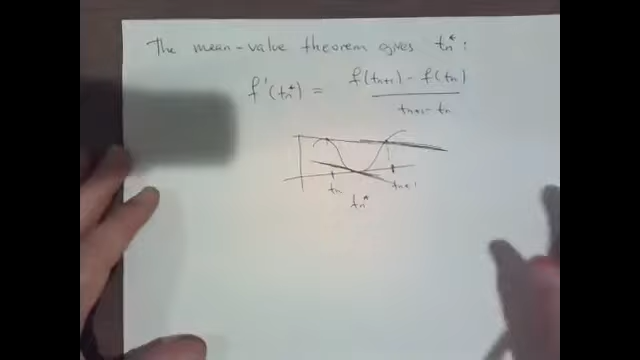 The mean-value theorem gives tn*:
f'(tn*) = f(tn+1) - f(tn)
tn+1 - tn
tn tn+1
tn*